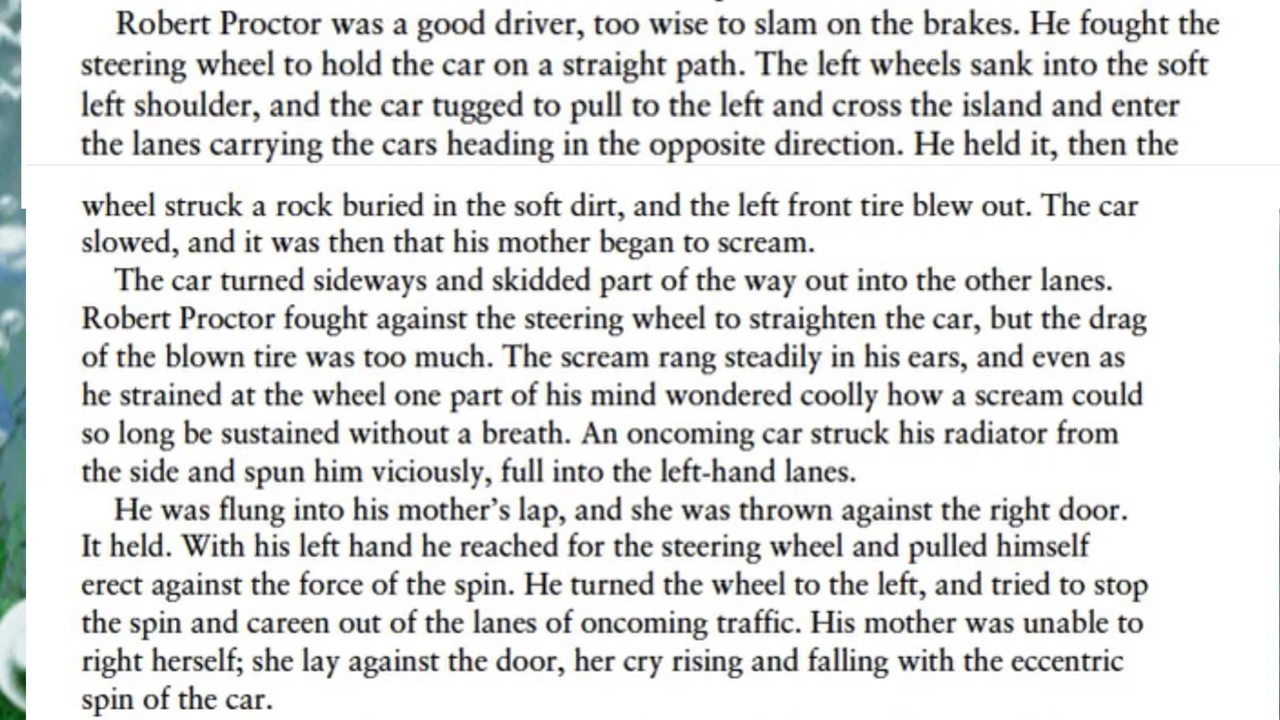 Robert Proctor was a good driver, too wise to slam on the brakes. He fought the
steering wheel to hold the car on a straight path. The left wheels sank into the soft
left shoulder, and the car tugged to pull to the left and cross the island and enter
the lanes carrying the cars heading in the opposite direction. He held it, then the
wheel struck a rock buried in the soft dirt, and the left front tire blew out. The car
slowed, and it was then that his mother began to scream.
The car turned sideways and skidded part of the way out into the other lanes.
Robert Proctor fought against the steering wheel to straighten the car, but the drag
of the blown tire was too much. The scream rang steadily in his ears, and even as
he strained at the wheel one part of his mind wondered coolly how a scream could
so long be sustained without a breath. An oncoming car struck his radiator from
the side and spun him viciously, full into the left-hand lanes.
He was flung into his mother’s lap, and she was thrown against the right door.
It held. With his left hand he reached for the steering wheel and pulled himself
erect against the force of the spin. He turned the wheel to the left, and tried to stop
the spin and careen out of the lanes of oncoming traffic. His mother was unable to
right herself; she lay against the door, her cry rising and falling with the eccentric
spin of the car.